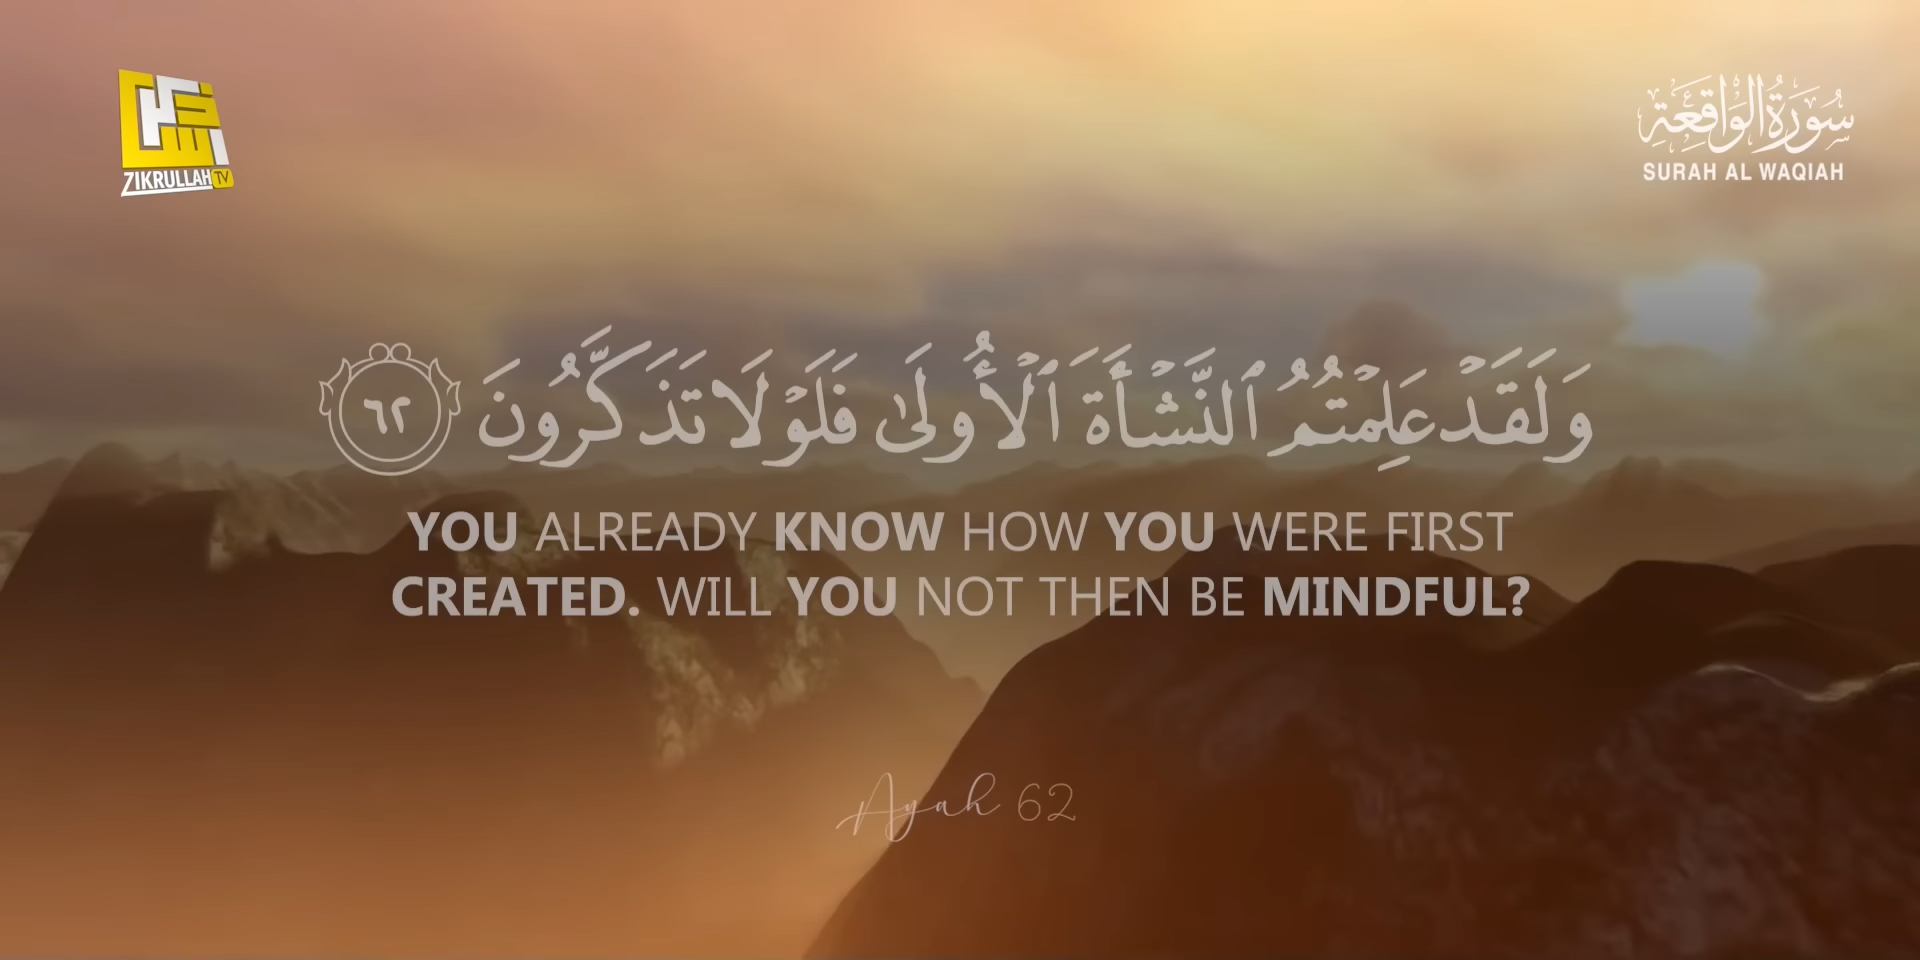 ZIKRULLAH TV
سُورَةُ الوَاقِعَةِ
SURAH AL WAQIAH
وَلَقَدْ عَلِمْتُمُ ٱلنَّشْأَةَ ٱلْأُولَىٰ فَلَوْلَا تَذَكَّرُونَ ٦٢
YOU ALREADY KNOW HOW YOU WERE FIRST
CREATED. WILL YOU NOT THEN BE MINDFUL?
Ayah 62